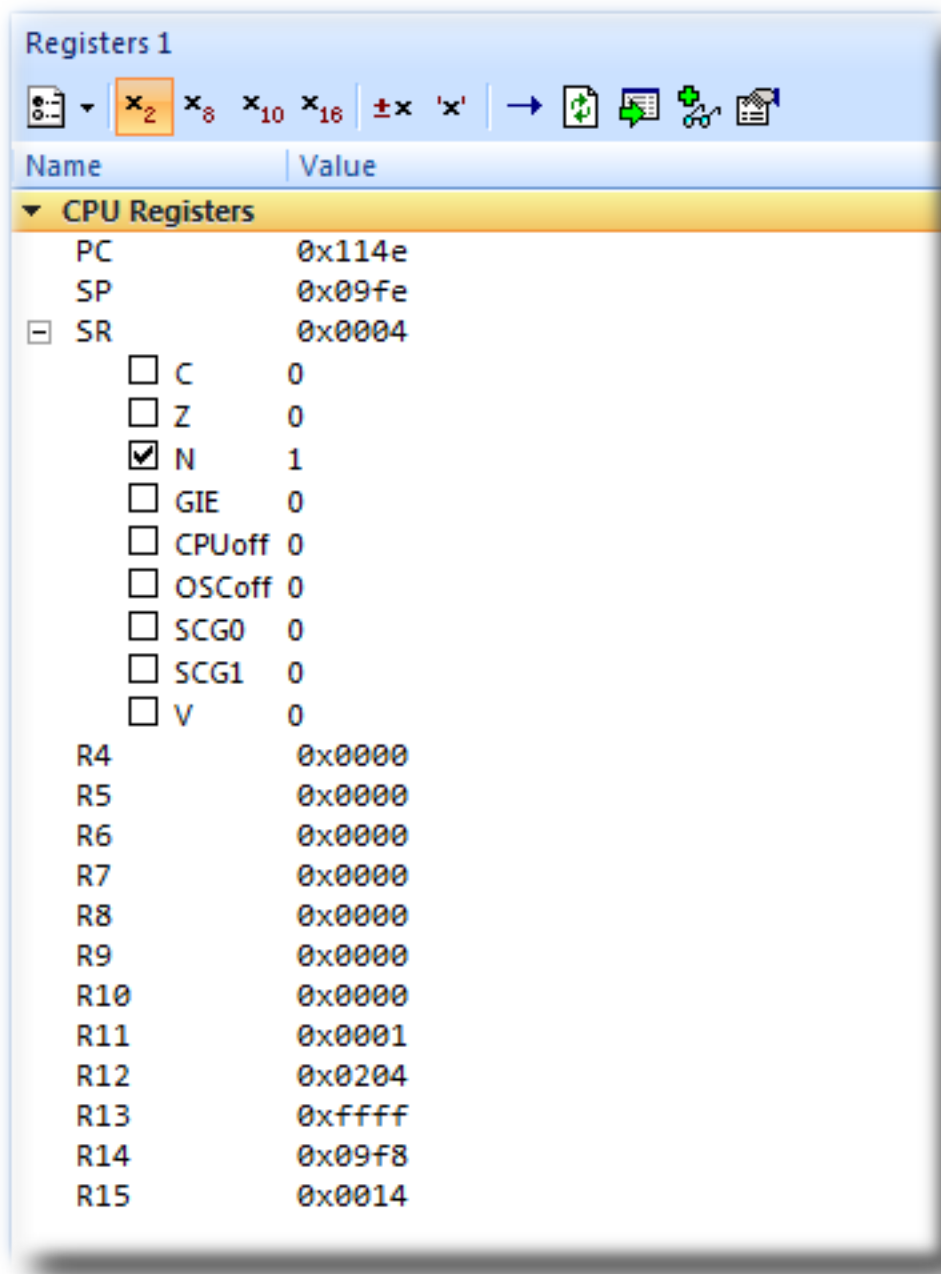 Registers 1
x2 x8 x10 x16 ±x 'x'
Name Value
CPU Registers
PC 0x114e
SP 0x09fe
SR 0x0004
C 0
Z 0
N 1
GIE 0
CPUoff 0
OSCoff 0
SCG0 0
SCG1 0
V 0
R4 0x0000
R5 0x0000
R6 0x0000
R7 0x0000
R8 0x0000
R9 0x0000
R10 0x0000
R11 0x0001
R12 0x0204
R13 0xffff
R14 0x09f8
R15 0x0014